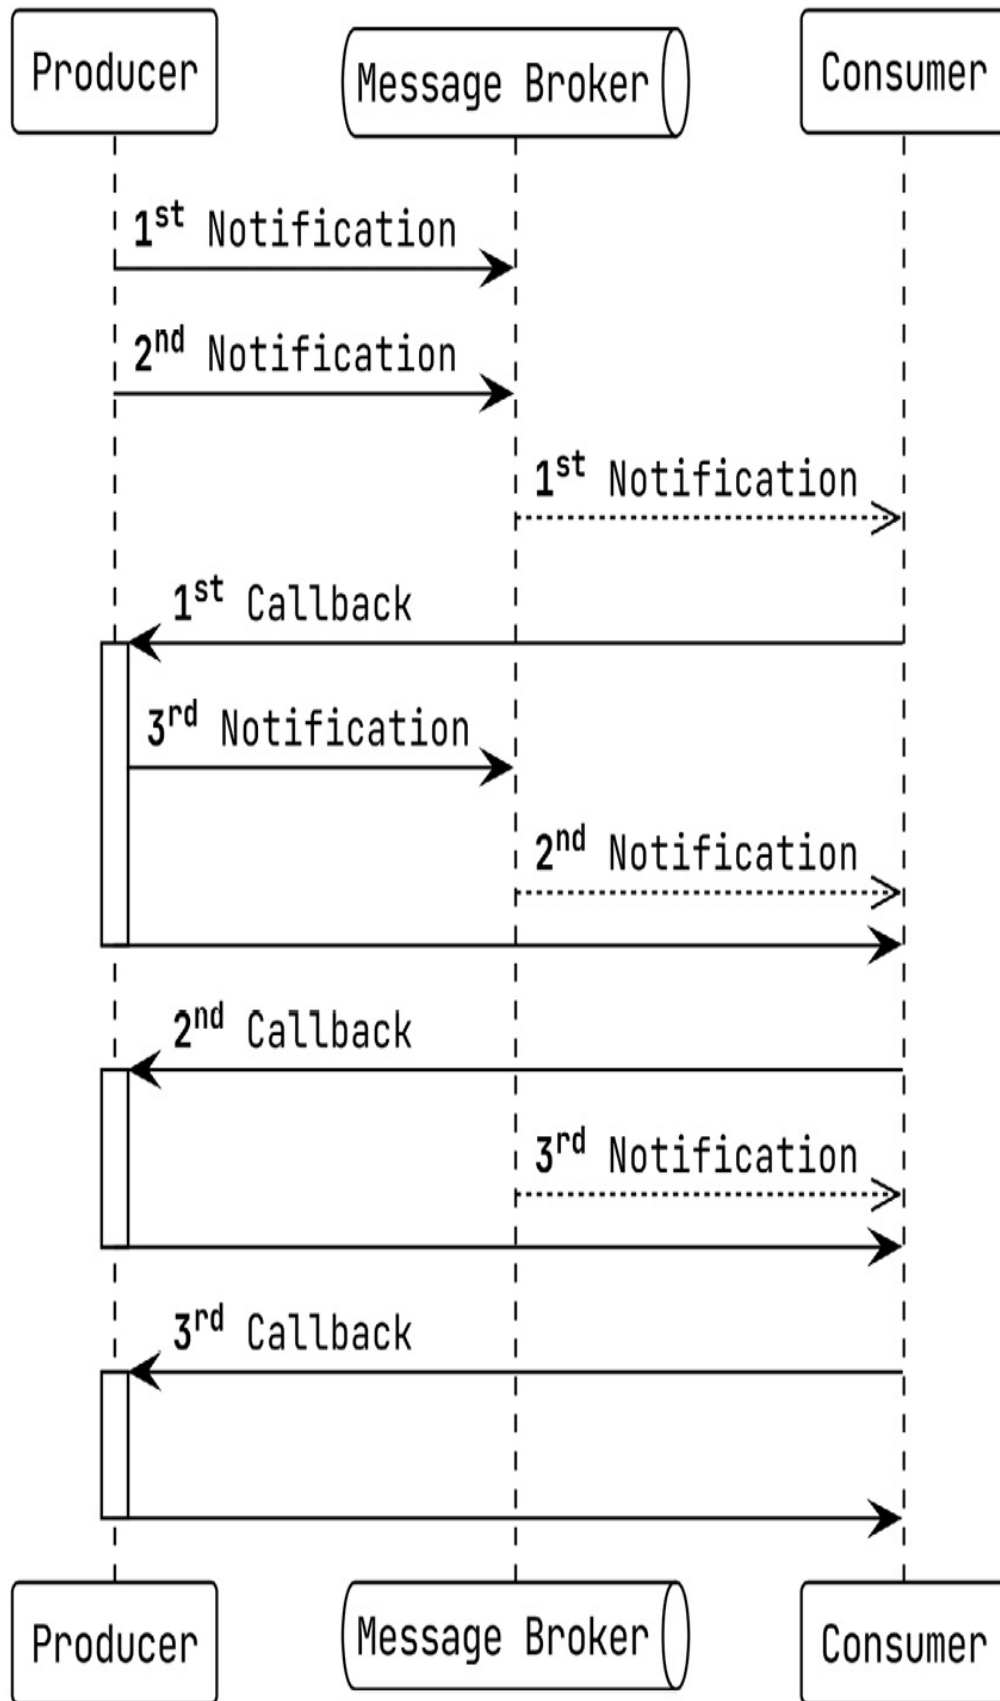 Producer
Message Broker
Consumer
1st Notification
2nd Notification
1st Notification
1st Callback
3rd Notification
2nd Notification
2nd Callback
3rd Notification
3rd Callback
Producer
Message Broker
Consumer